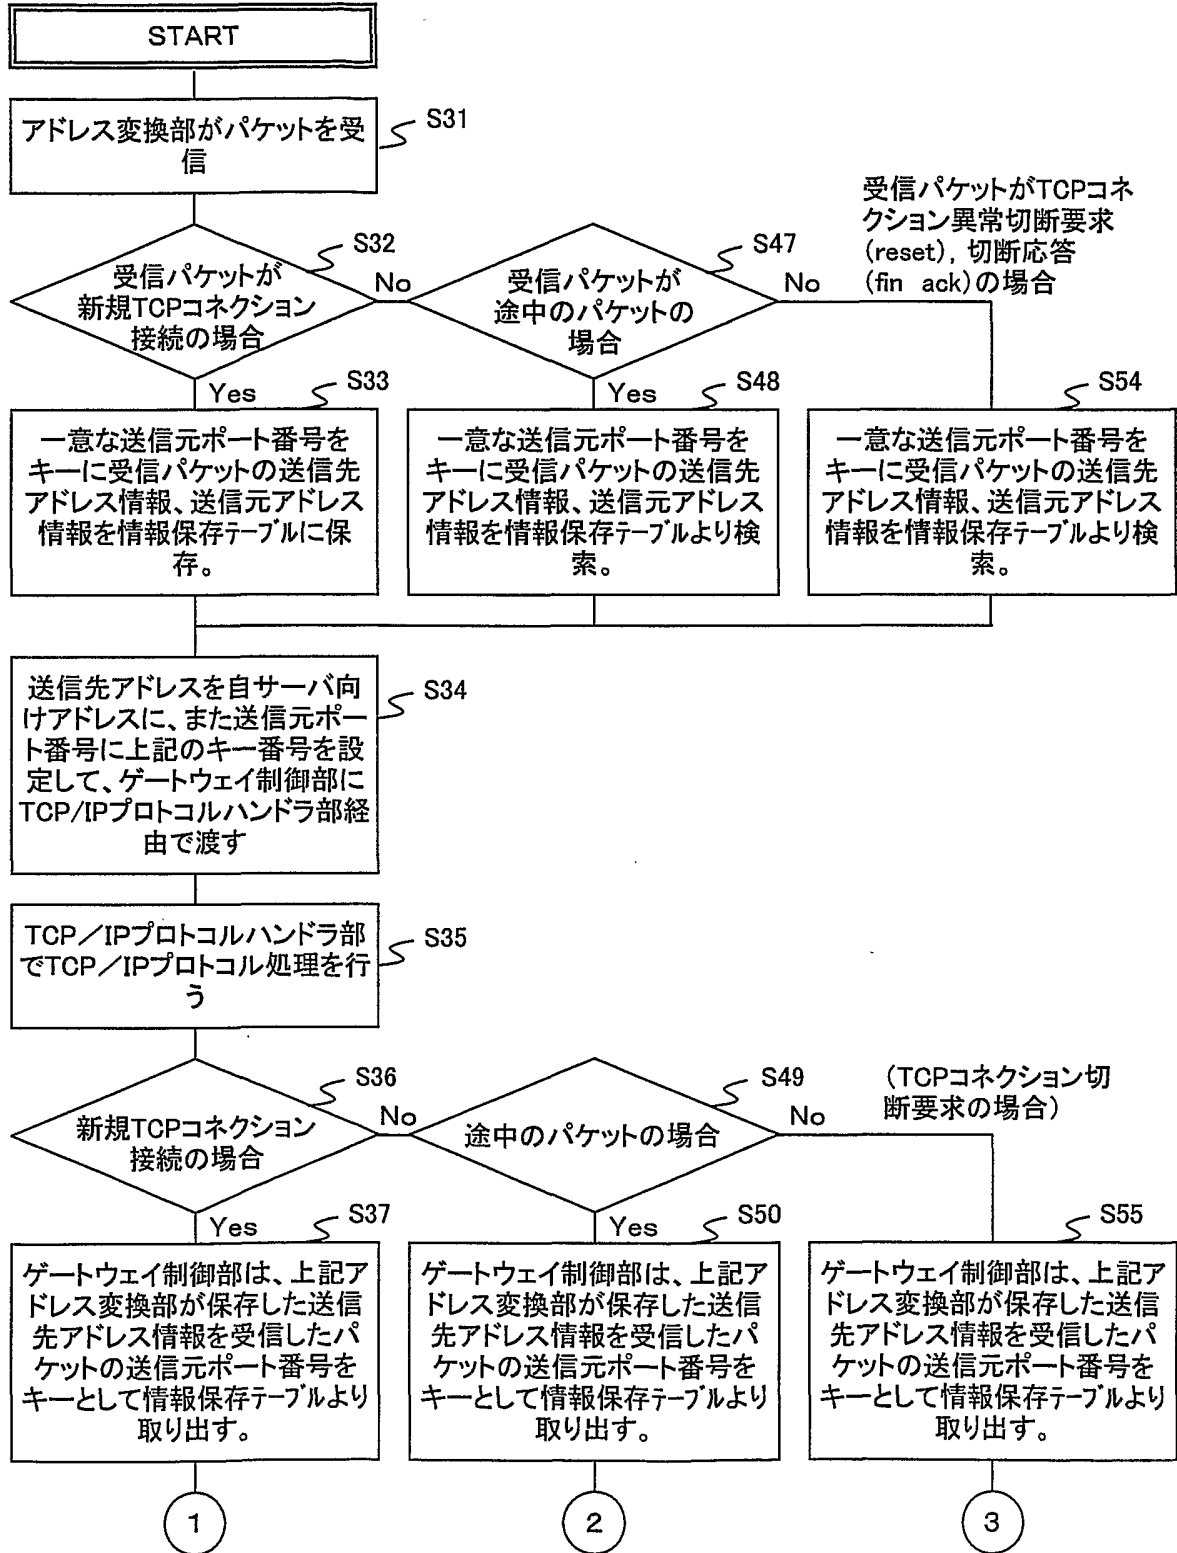 START
アドレス変換部がパケットを受
信
S31
受信パケットがTCPコネ
クション異常切断要求
(reset), 切断応答
(fin ack)の場合
受信パケットが
新規TCPコネクション
接続の場合
S32
No
受信パケットが
途中のパケットの
場合
S47
No
Yes
S33
Yes
S48
S54
一意な送信元ポート番号を
キーに受信パケットの送信先
アドレス情報、送信元アドレス
情報を情報保存テーブルに保
存。
一意な送信元ポート番号を
キーに受信パケットの送信先
アドレス情報、送信元アドレス
情報を情報保存テーブルより検
索。
一意な送信元ポート番号を
キーに受信パケットの送信先
アドレス情報、送信元アドレス
情報を情報保存テーブルより検
索。
送信先アドレスを自サーバ向
けアドレスに、また送信元ポー
ト番号に上記のキー番号を設
定して、ゲートウェイ制御部に
TCP/IPプロトコルハンドラ部経
由で渡す
S34
TCP／IPプロトコルハンドラ部
でTCP／IPプロトコル処理を行
う
S35
新規TCPコネクション
接続の場合
S36
No
途中のパケットの場合
S49
No
（TCPコネクション切
断要求の場合）
Yes
S37
Yes
S50
S55
ゲートウェイ制御部は、上記ア
ドレス変換部が保存した送信
先アドレス情報を受信したパ
ケットの送信元ポート番号を
キーとして情報保存テーブルより
取り出す。
ゲートウェイ制御部は、上記ア
ドレス変換部が保存した送信
先アドレス情報を受信したパ
ケットの送信元ポート番号を
キーとして情報保存テーブルより
取り出す。
ゲートウェイ制御部は、上記ア
ドレス変換部が保存した送信
先アドレス情報を受信したパ
ケットの送信元ポート番号を
キーとして情報保存テーブルより
取り出す。
1
2
3